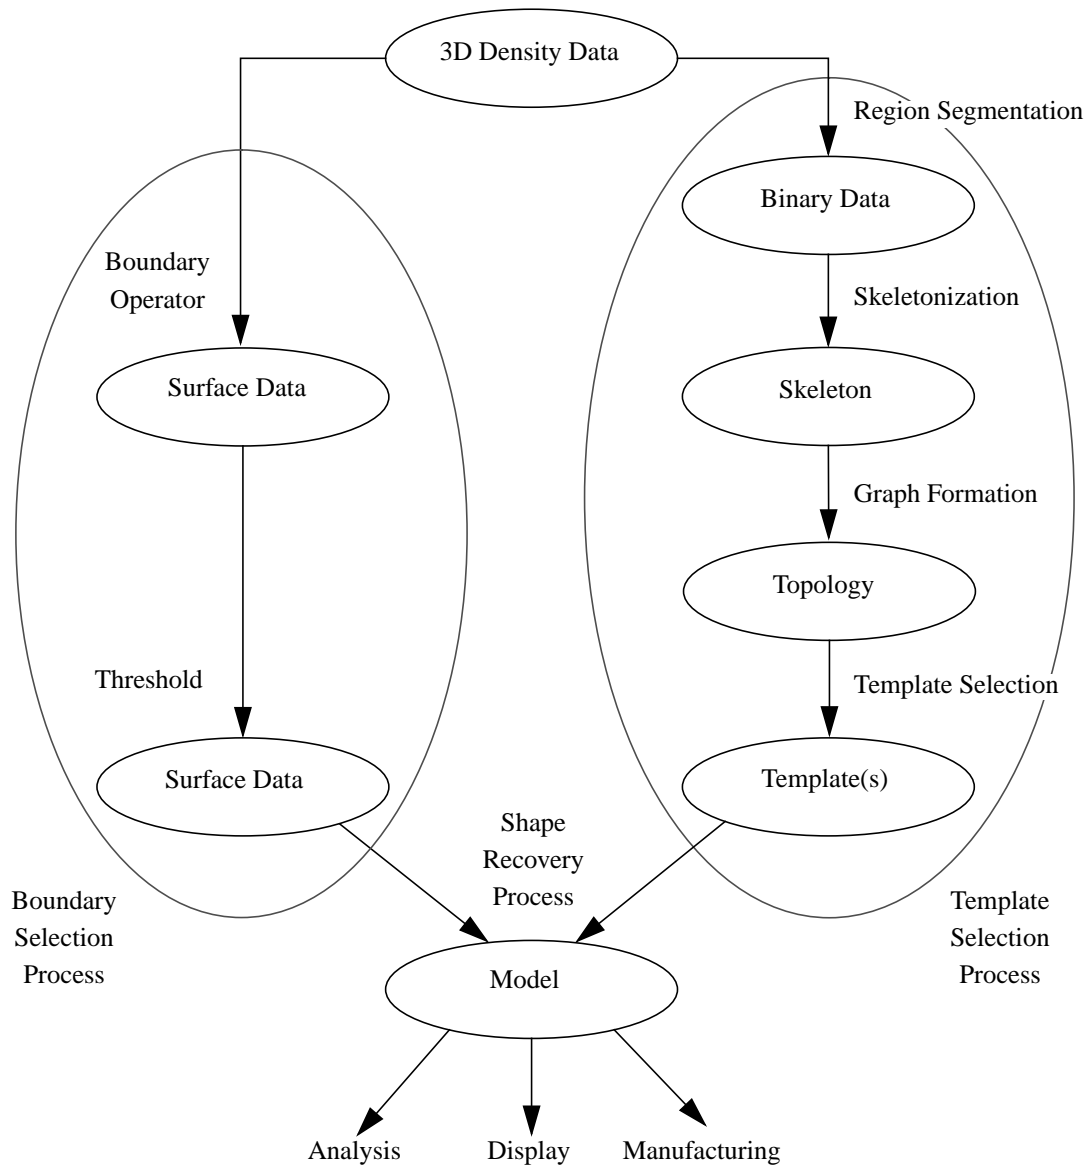 3D Density Data
Region Segmentation
Binary Data
Boundary
Operator
Skeletonization
Surface Data
Skeleton
Graph Formation
Topology
Threshold
Template Selection
Surface Data
Template(s)
Shape
Recovery
Process
Boundary
Selection
Process
Template
Selection
Process
Model
Analysis
Display
Manufacturing